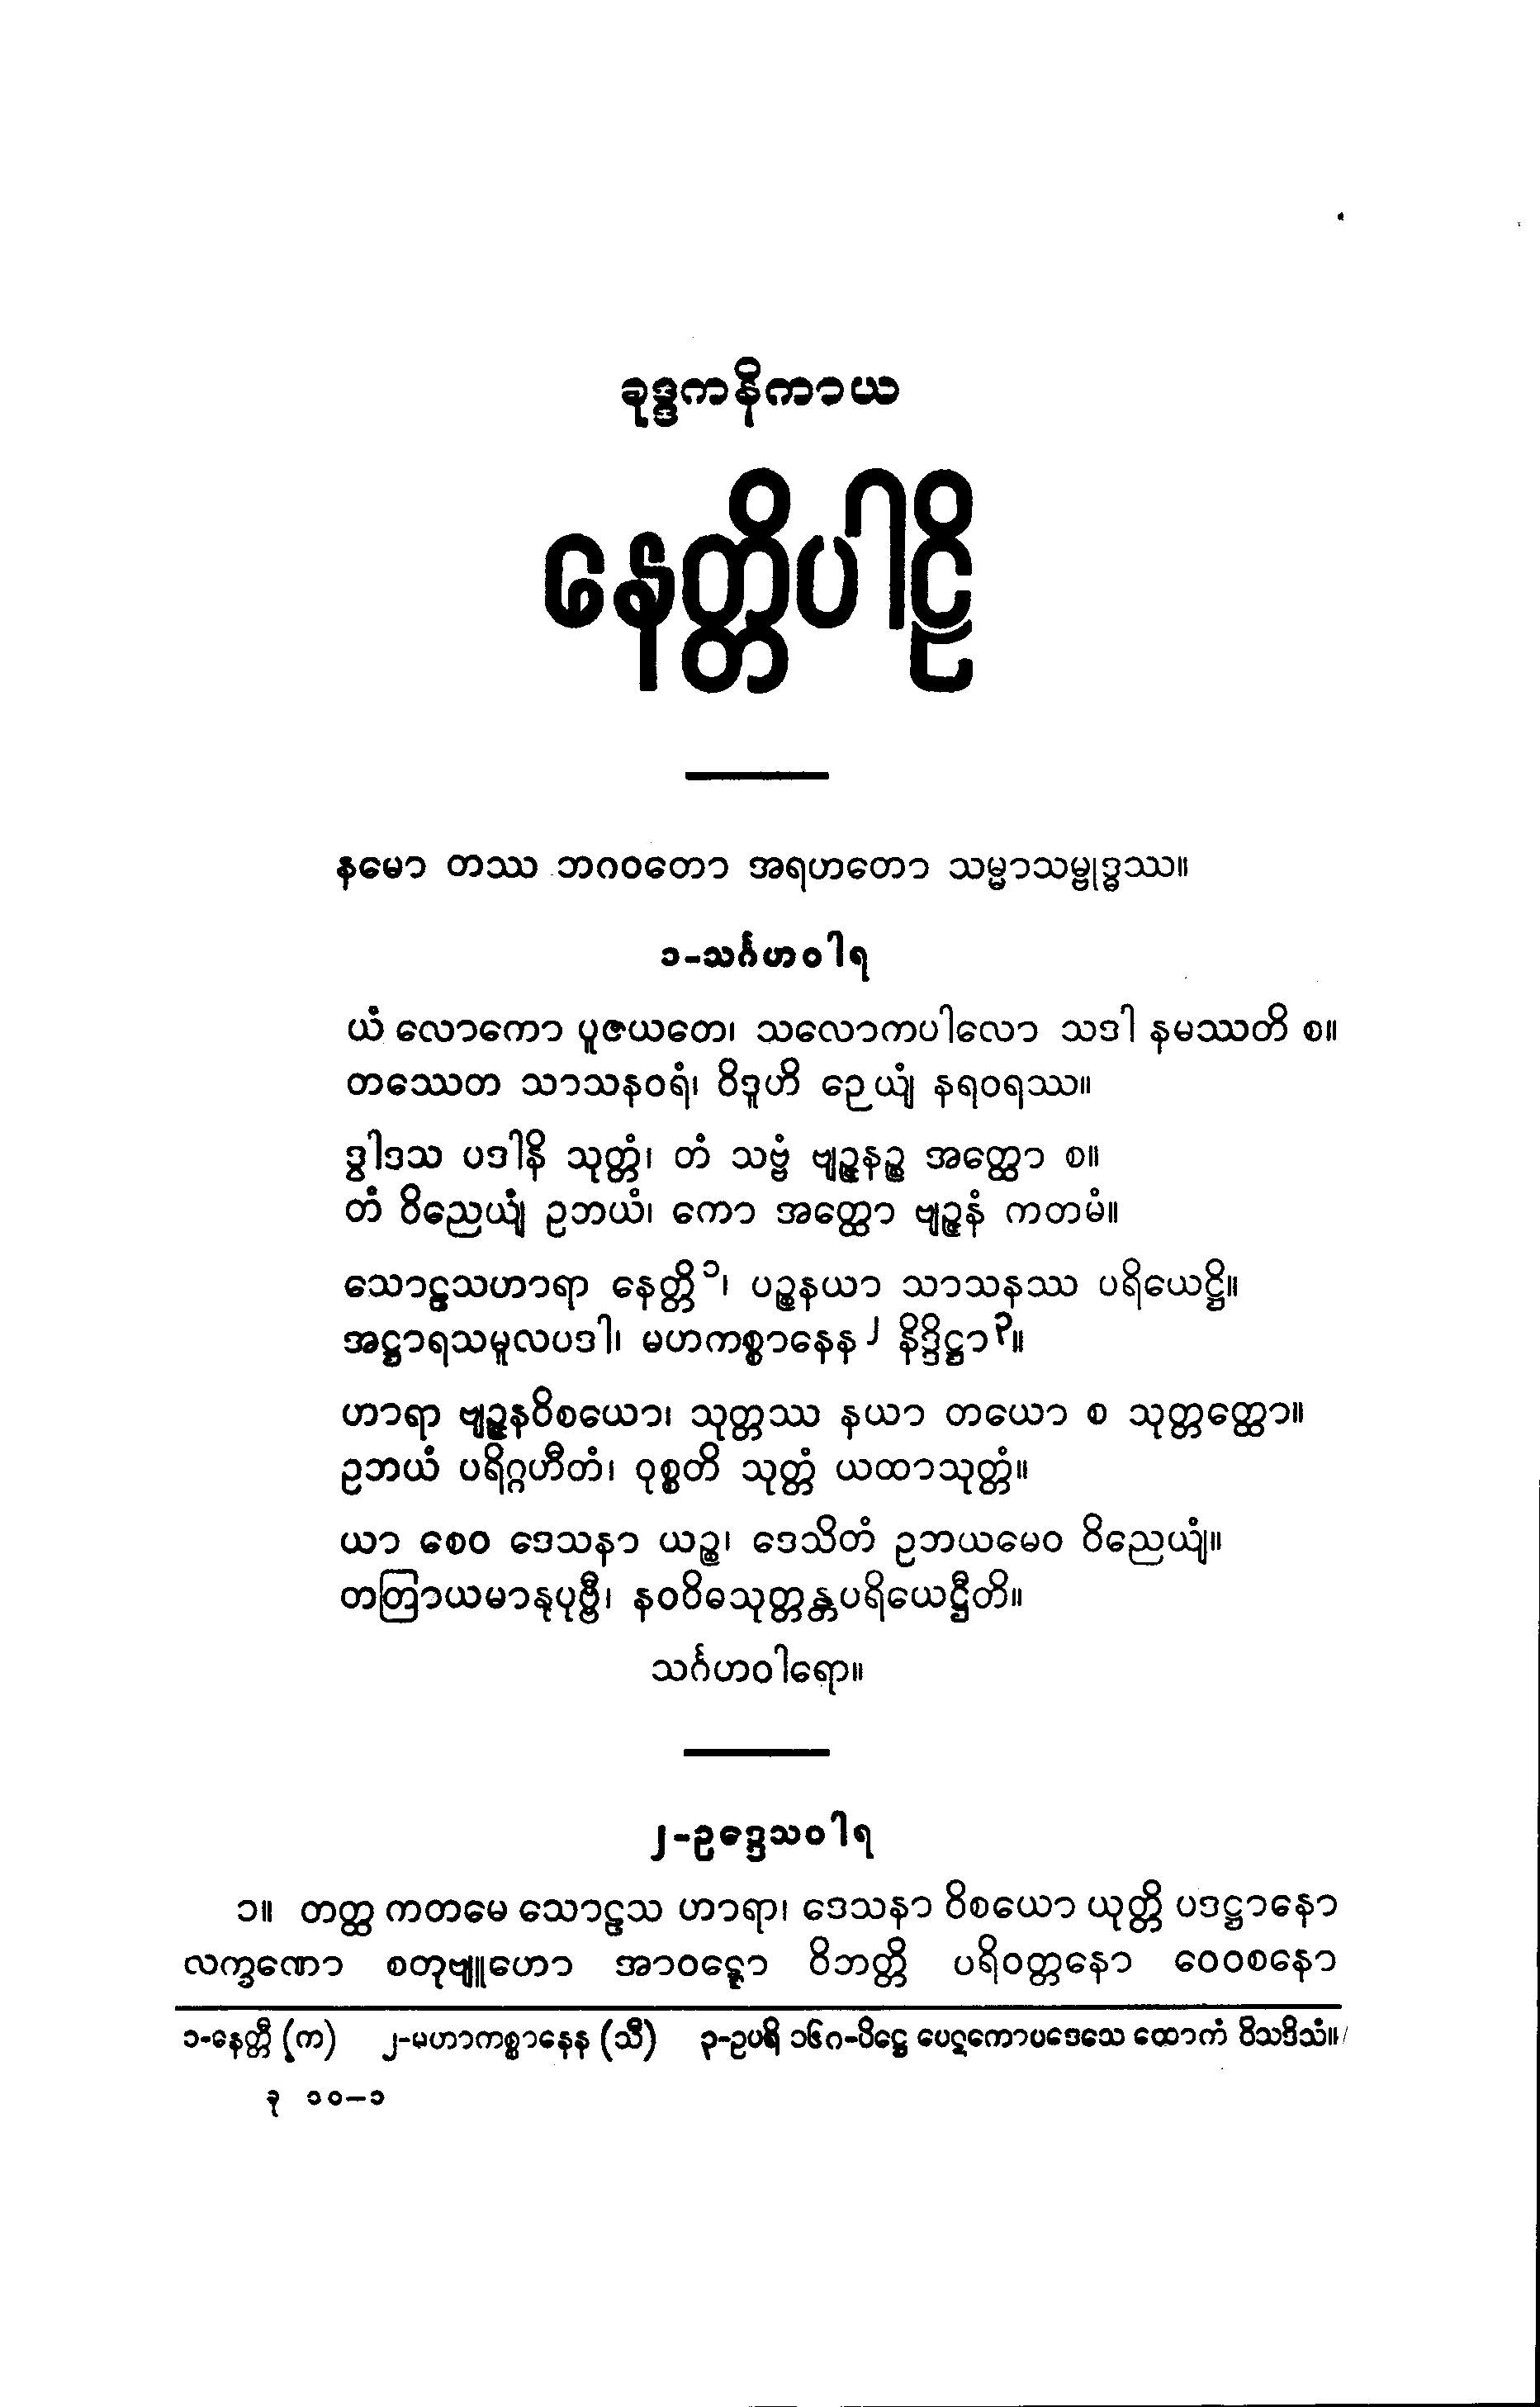 ခုဒ္ဒကနိကာယ
နေတ္တိပါဠိ
နမော တဿ ဘဂဝတော အရဟတော သမ္မာသမ္ဗုဒ္ဓဿ။
၁-သင်္ဂဟဝါရ
ယံ လောကော ပူဇယတေ၊ သလောကပါလော သဒါ နမဿတိ စ။
တဿေတ သာသနဝရံ၊ ဝိဒူဟိ ဉေယျံ နရဝရဿ။
ဒွါဒသ ပဒါနိ သုတ္တံ၊ တံ သဗ္ဗံ ဗျဉ္ဇနဉ္စ အတ္ထော စ။
တံ ဝိညေယျံ ဥဘယံ၊ ကော အတ္ထော ဗျဉ္ဇနံ ကတမံ။
သောဠသဟာရာ နေတ္တိ၁၊ ပဉ္စနယာ သာသနဿ ပရိယေဋ္ဌိ။
အဋ္ဌာရသမူလပဒါ၊ မဟကစ္စာနေန၂ နိဒ္ဒိဋ္ဌာ၃။
ဟာရာ ဗျဉ္ဇနဝိစယော၊ သုတ္တဿ နယာ တယော စ သုတ္တတ္ထော။
ဥဘယံ ပရိဂ္ဂဟီတံ၊ ဝုစ္စတိ သုတ္တံ ယထာသုတ္တံ။
ယာ စေဝ ဒေသနာ ယဉ္စ၊ ဒေသိတံ ဥဘယမေဝ ဝိညေယျံ။
တတြာယမာနုပုဗ္ဗီ၊ နဝဝိဓသုတ္တန္တပရိယေဋ္ဌီတိ။
သင်္ဂဟဝါရော။
၂-ဥဒ္ဒေသဝါရ
၁။ တတ္ထ ကတမေ သောဠသ ဟာရာ၊ ဒေသနာ ဝိစယော ယုတ္တိ ပဒဋ္ဌာနော
လက္ခဏော စတုဗျူဟော အာဝဋ္ဋော ဝိဘတ္တိ ပရိဝတ္တနော ဝေဝစနော
၁-နေတ္တီ (က) ၂-မဟာကစ္စာနေန (သီ) ၃-ဥပရိ ၁၆ဂ-ပိဋ္ဌေ ပေဋကောပဒေသေ ထောကံ ဝိသဒိသံ။
ခု ၁၀-၁